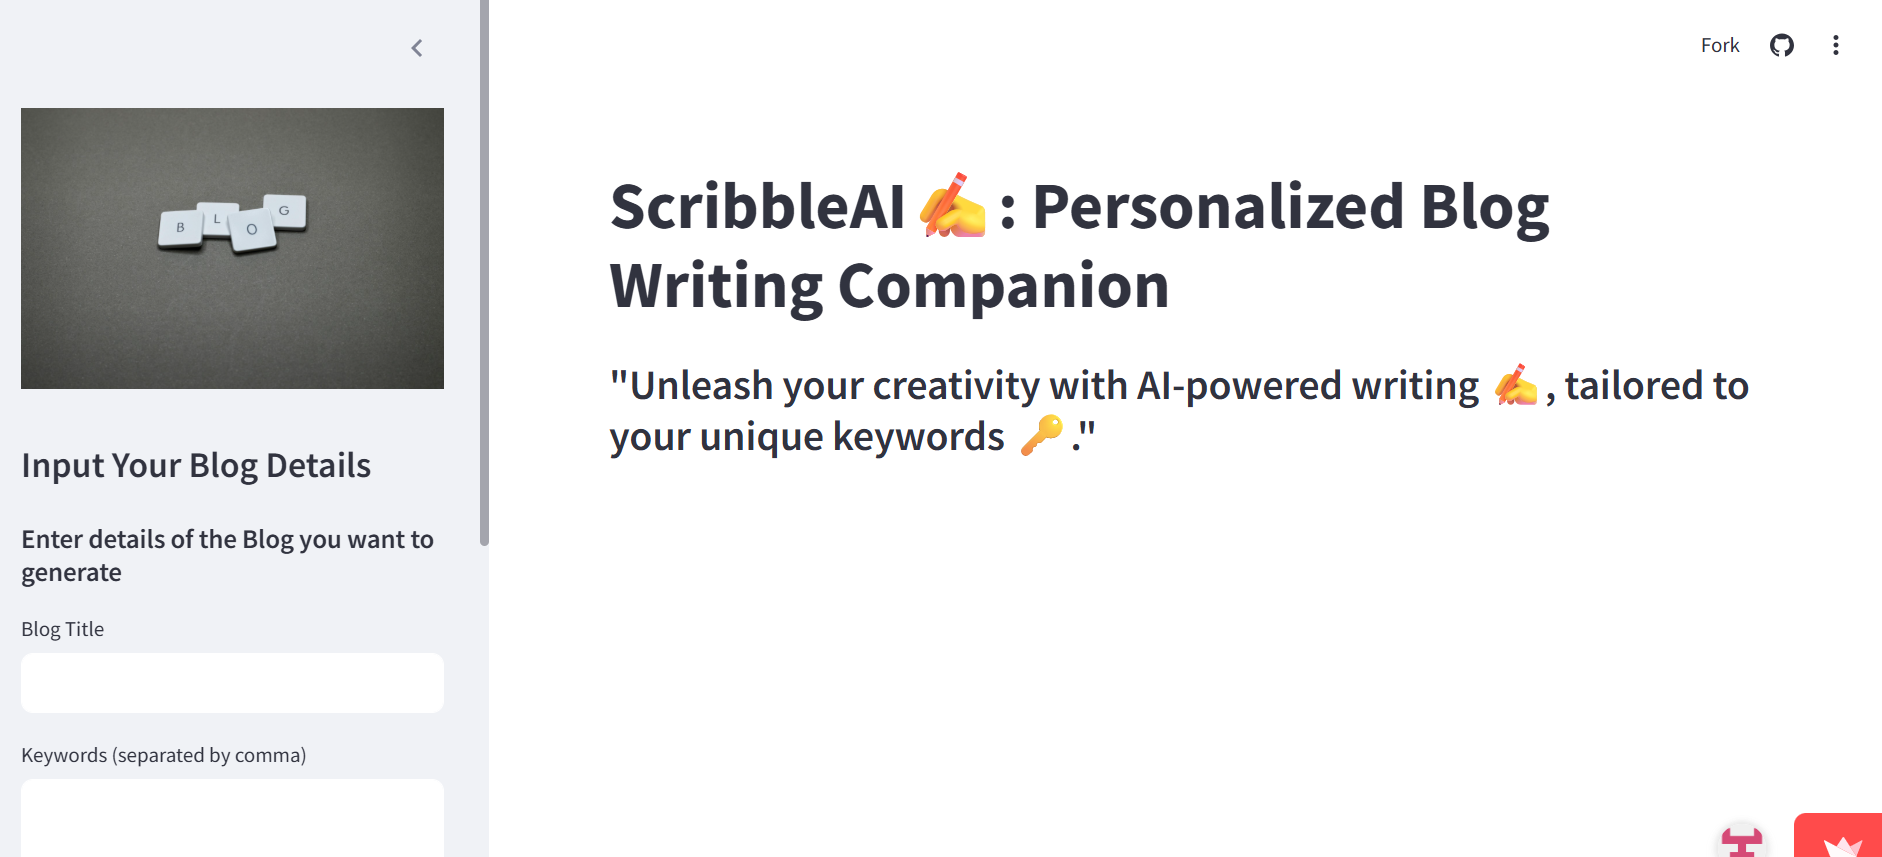 Fork
B L O G
Input Your Blog Details
Enter details of the Blog you want to
generate
Blog Title
Keywords (separated by comma)
ScribbleAI ✍️ : Personalized Blog
Writing Companion
"Unleash your creativity with AI-powered writing ✍️ , tailored to
your unique keywords 🔑 ."